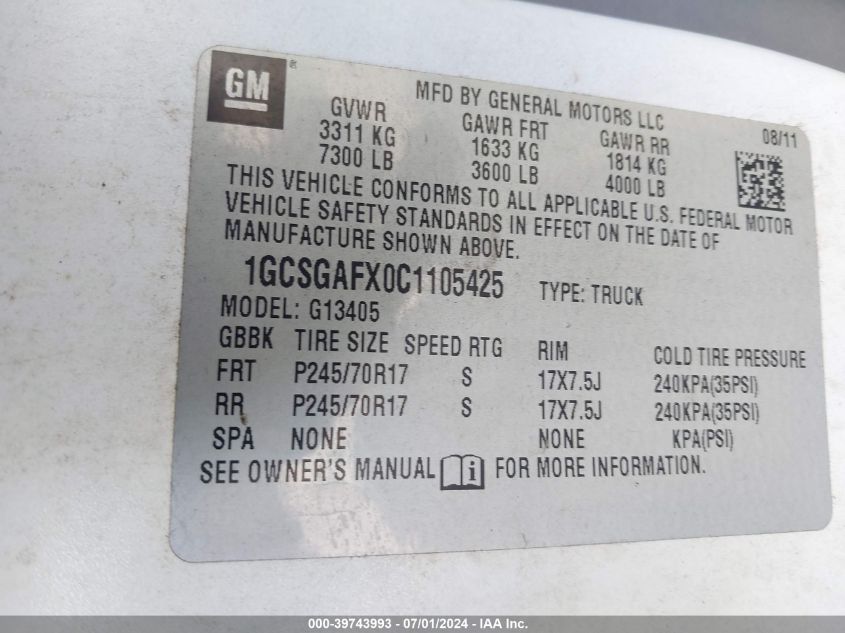 GM®
MFD BY GENERAL MOTORS LLC
08/11
GVWR GAWR FRT GAWR RR
3311 KG 1633 KG 1814 KG
7300 LB 3600 LB 4000 LB
THIS VEHICLE CONFORMS TO ALL APPLICABLE U.S. FEDERAL MOTOR
VEHICLE SAFETY STANDARDS IN EFFECT ON THE DATE OF
MANUFACTURE SHOWN ABOVE.
1GCSGAFX0C1105425 TYPE: TRUCK
MODEL: G13405
GBBK TIRE SIZE SPEED RTG RIM COLD TIRE PRESSURE
FRT P245/70R17 S 17X7.5J 240KPA(35PSI)
RR P245/70R17 S 17X7.5J 240KPA(35PSI)
SPA NONE NONE KPA(PSI)
SEE OWNER'S MANUAL i FOR MORE INFORMATION.
000-39743993 - 07/01/2024 - IAA Inc.